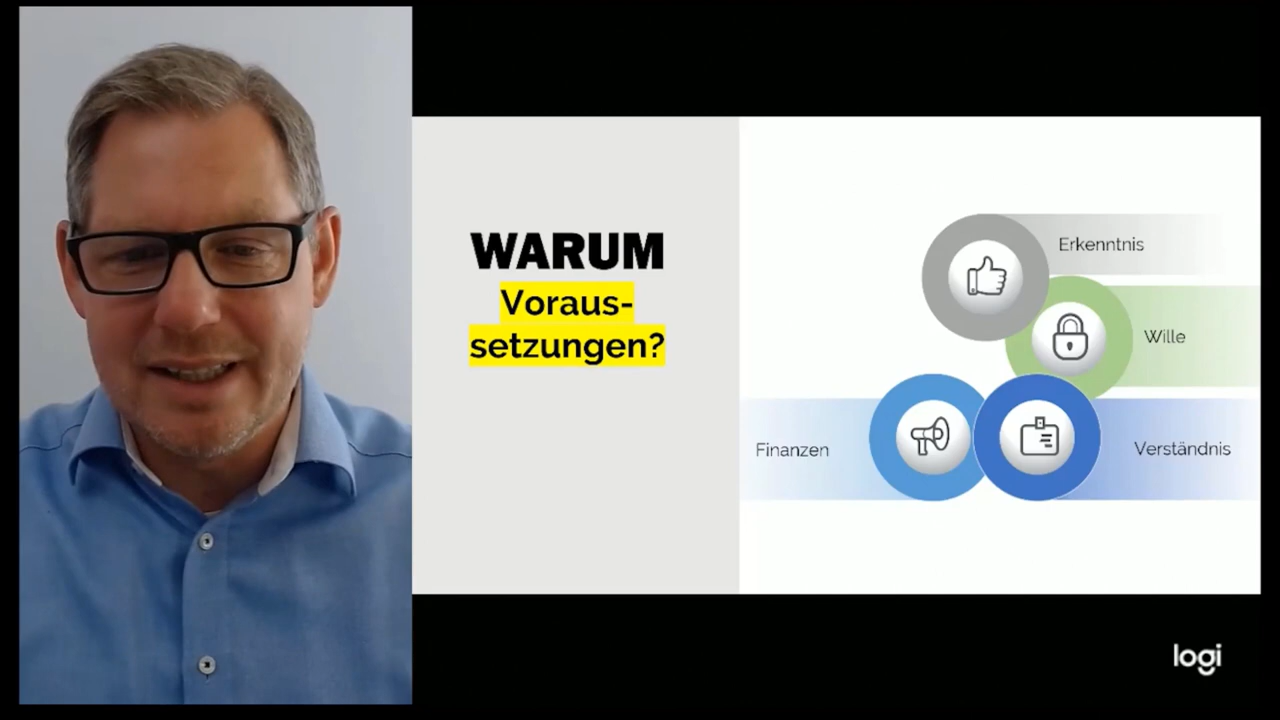 WARUM
Voraus-
setzungen?
Erkenntnis
Wille
Finanzen
Verständnis
logi